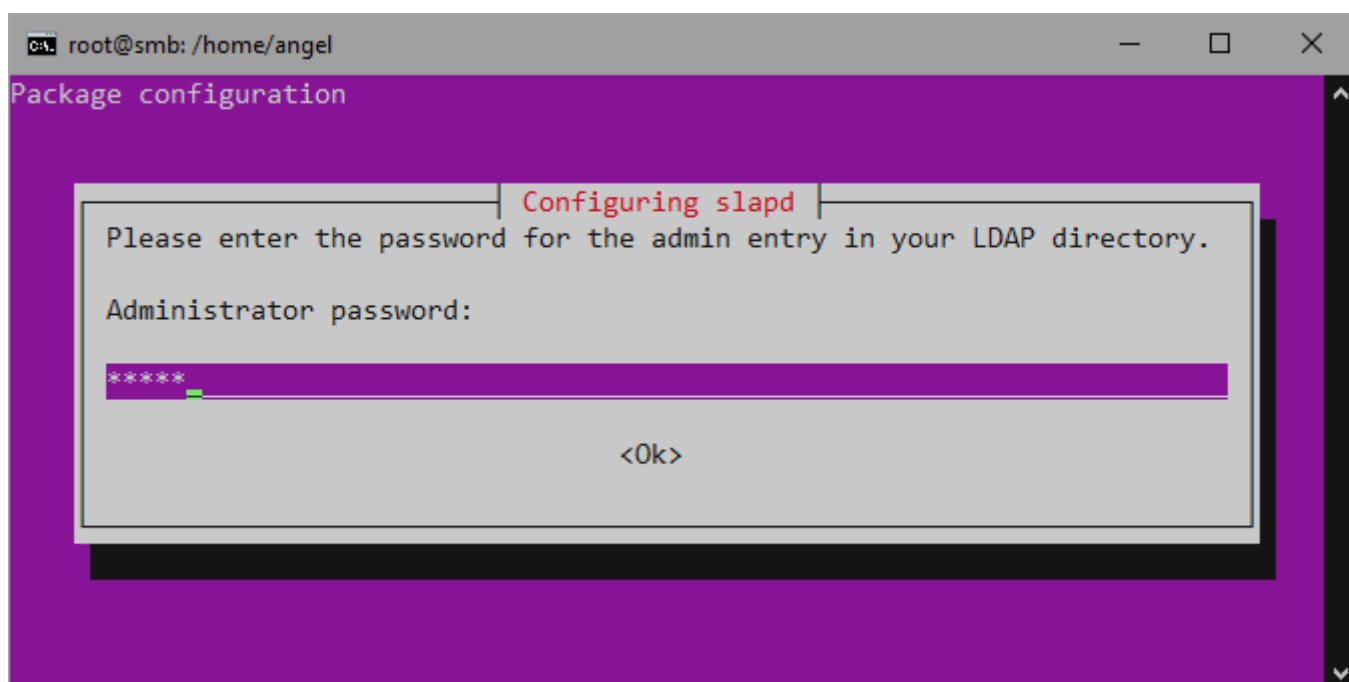 root@smb: /home/angel
Package configuration
Configuring slapd
Please enter the password for the admin entry in your LDAP directory.
Administrator password:
*****
<Ok>